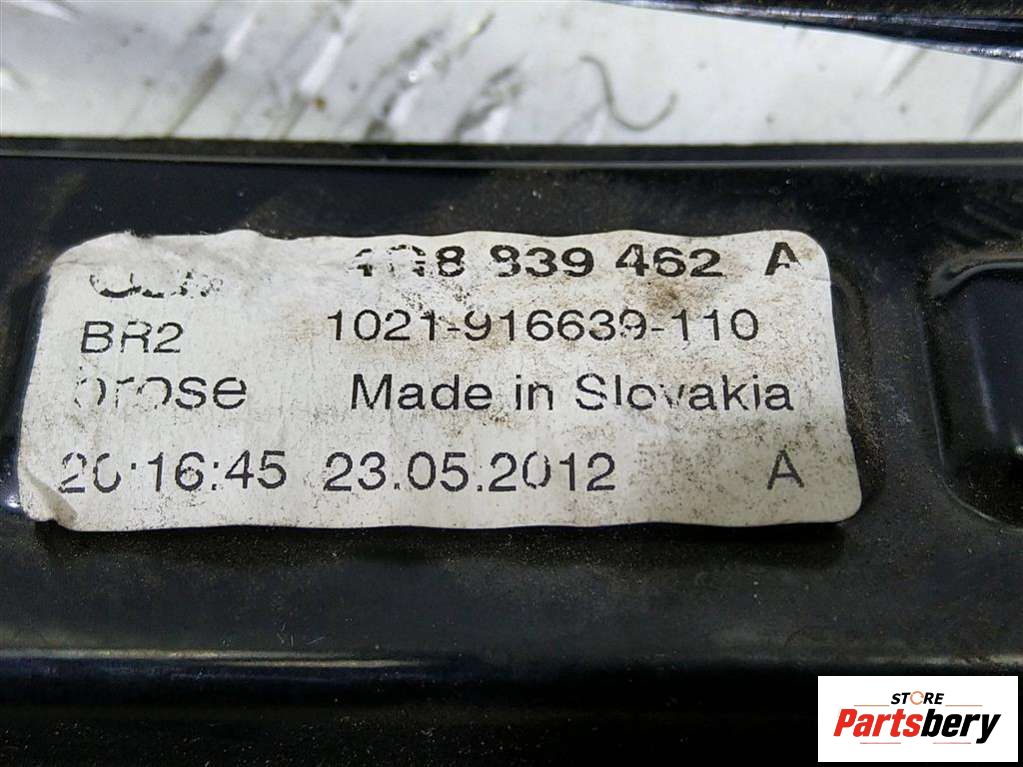 4G8 839 462 A
BR2 1021-916639-110
brose Made in Slovakia
20:16:45 23.05.2012 A
STORE
Partsbery